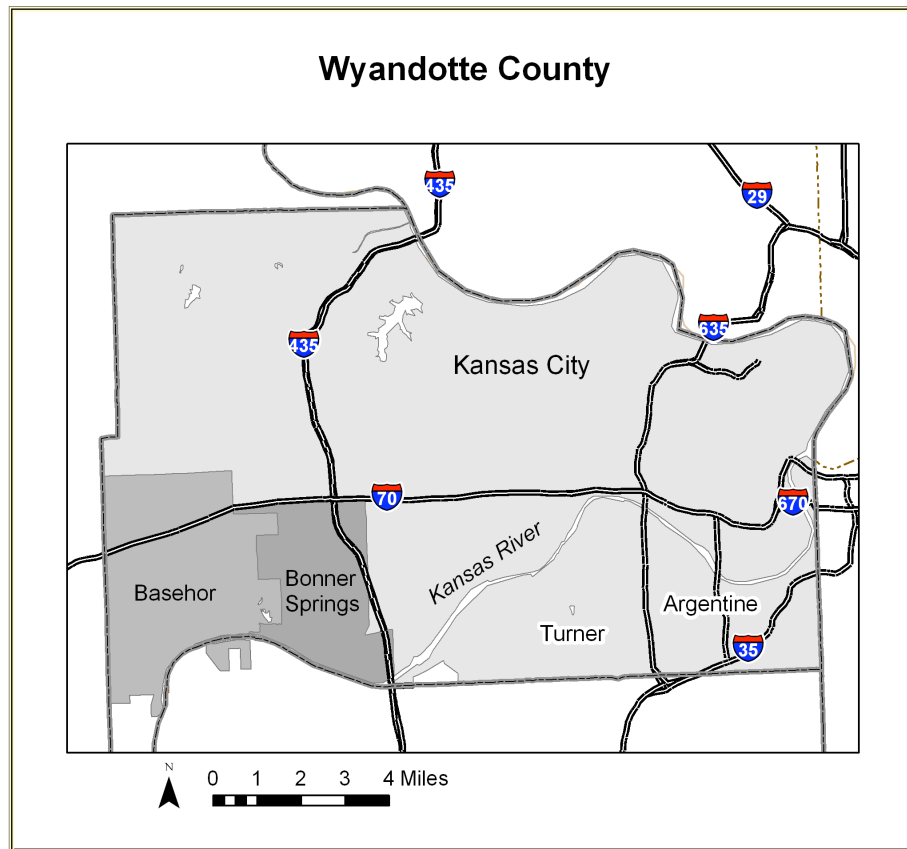 Wyandotte County
435
29
635
435
Kansas City
70
670
Kansas River
Basehor
Bonner
Springs
Argentine
Turner
35
N
0 1 2 3 4 Miles